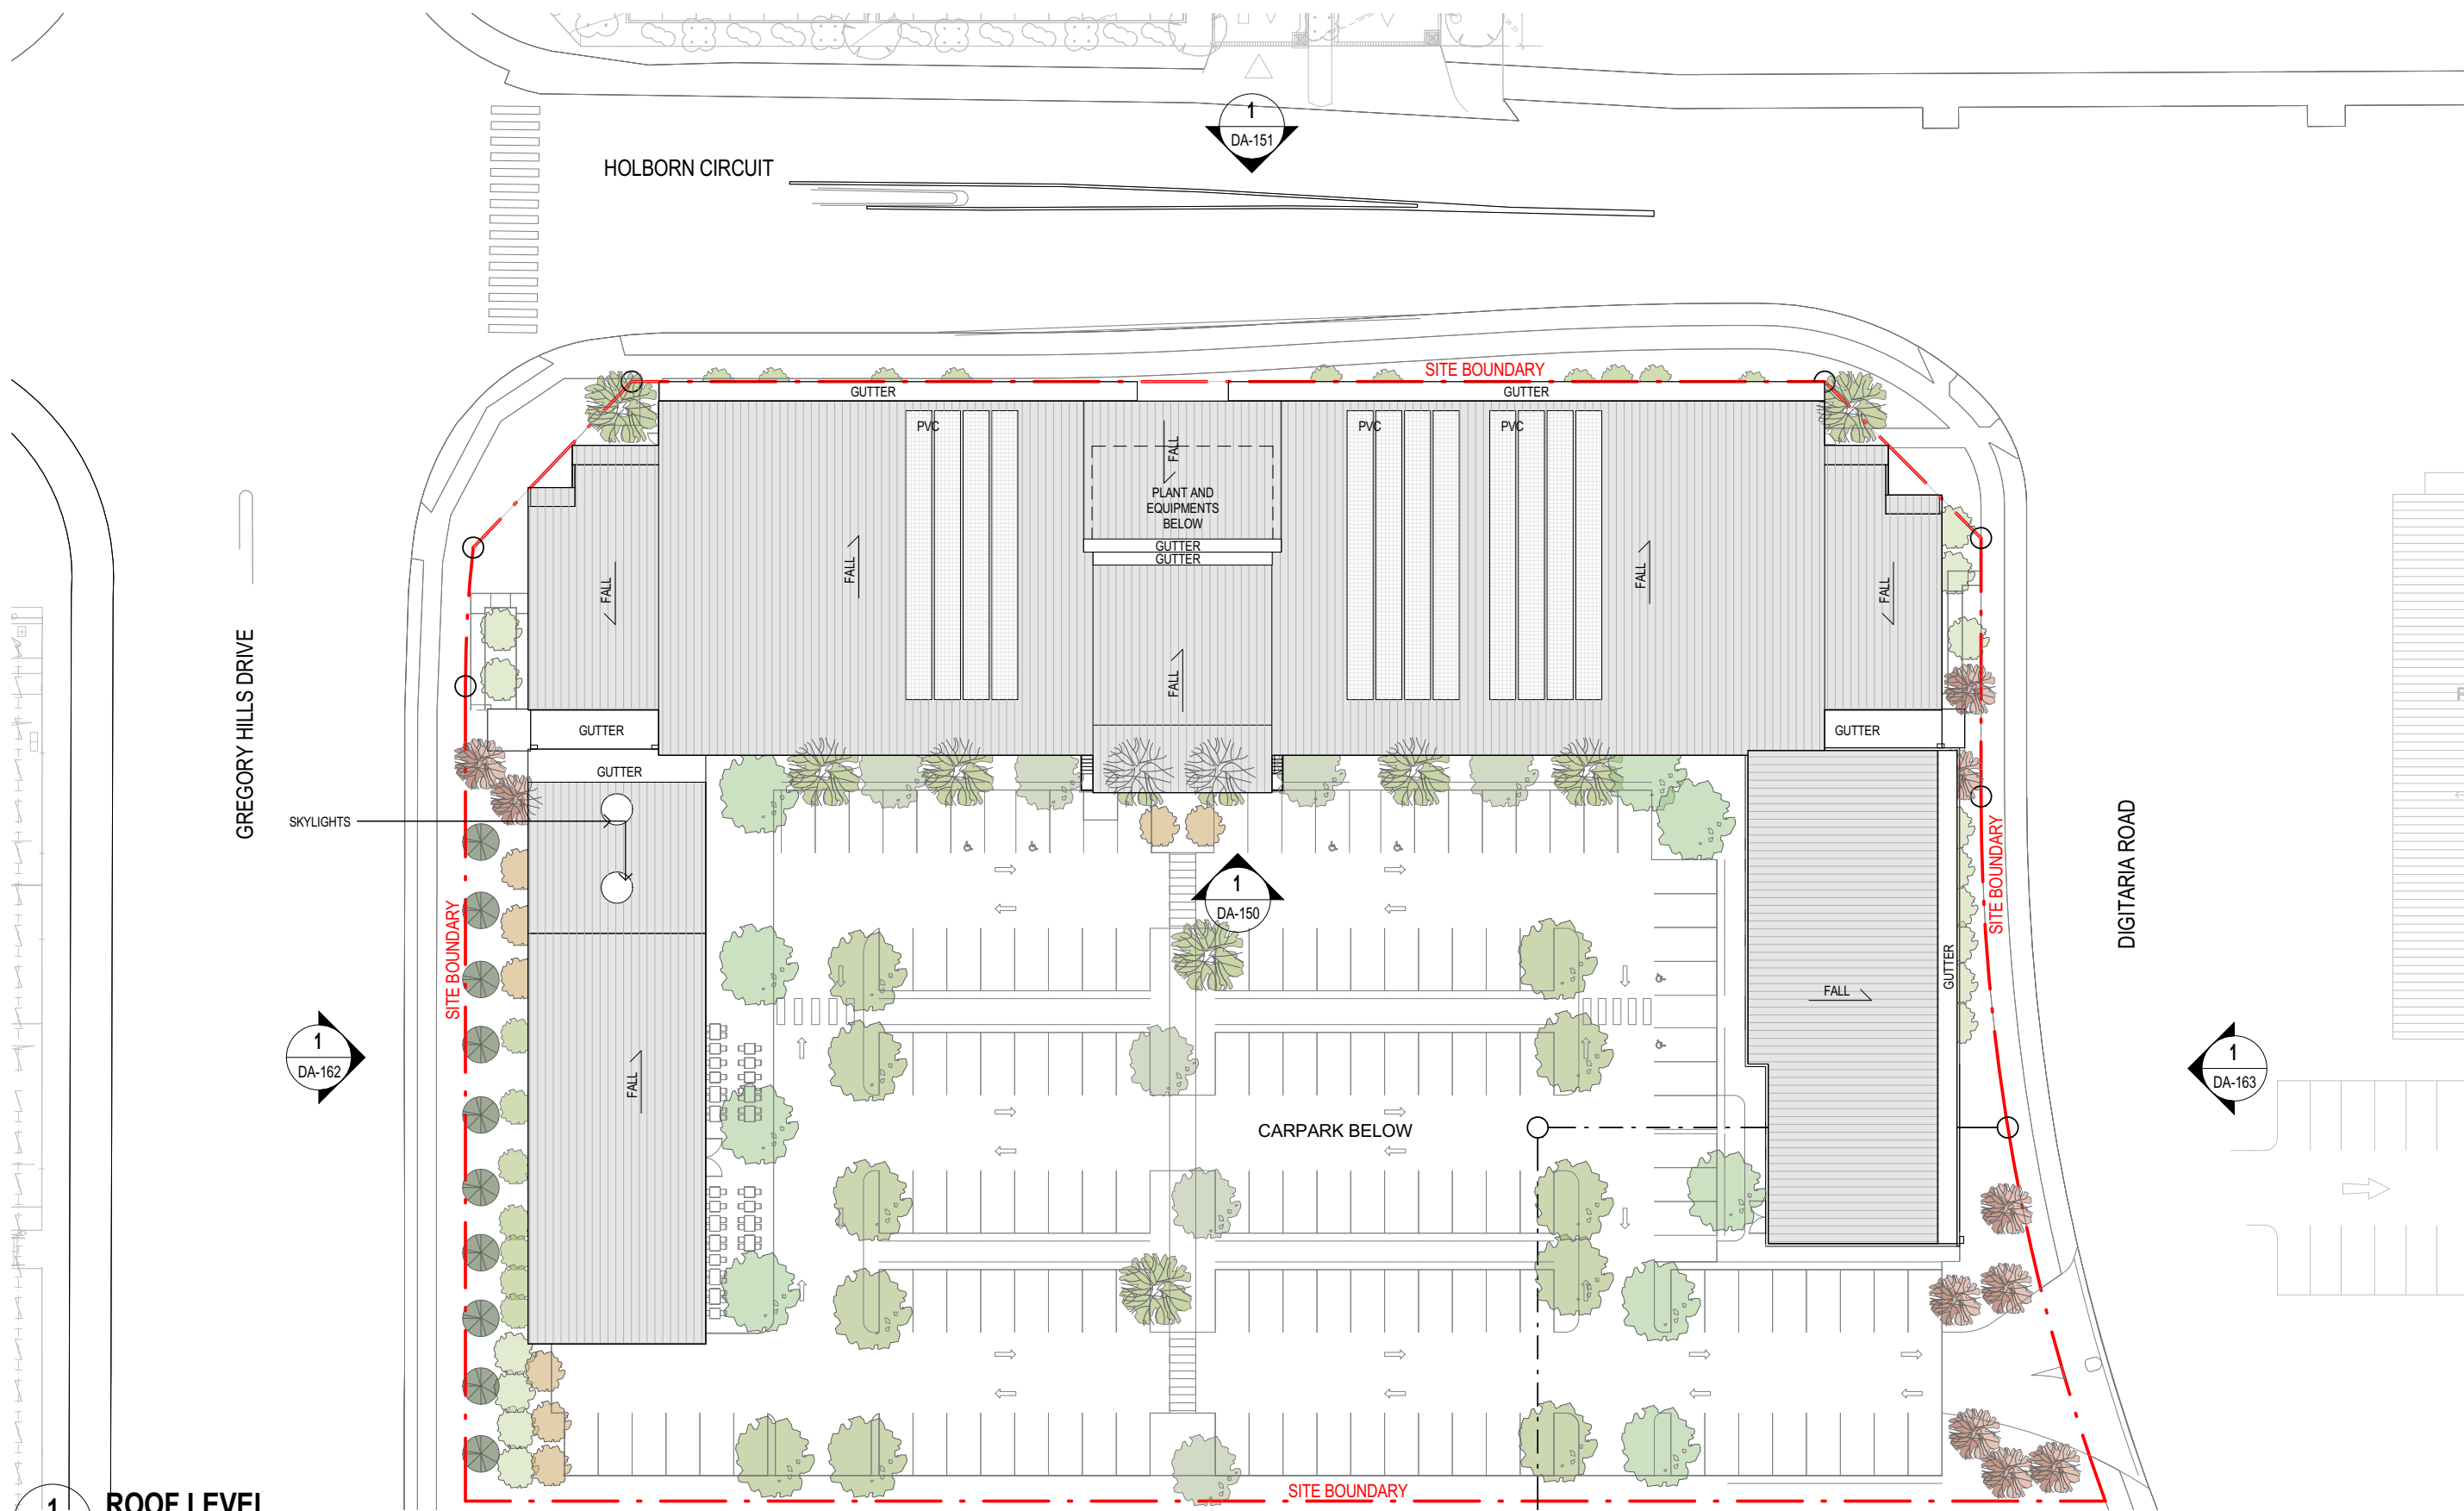 1
DA-151
HOLBORN CIRCUIT
SITE BOUNDARY
GUTTER
GUTTER
PVC
PVC
PVC
FALL
PLANT AND
EQUIPMENTS
BELOW
GUTTER
GUTTER
FALL
FALL
FALL
FALL
FALL
GREGORY HILLS DRIVE
GUTTER
GUTTER
GUTTER
SKYLIGHTS
DIGITARIA ROAD
SITE BOUNDARY
SITE BOUNDARY
1
DA-150
GUTTER
FALL
1
DA-162
FALL
1
DA-163
CARPARK BELOW
SITE BOUNDARY
1
ROOF LEVEL